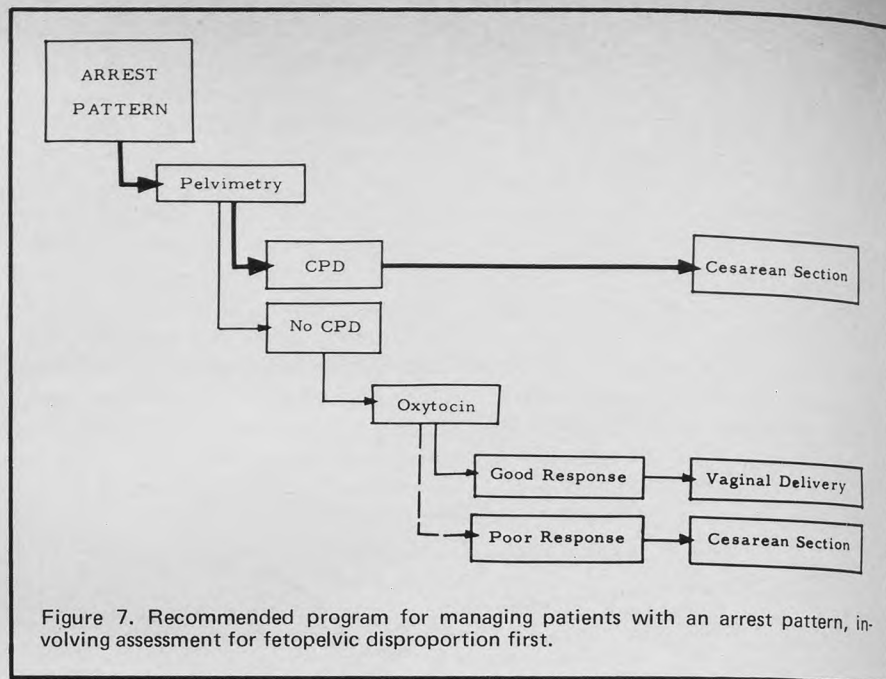 ARREST
PATTERN
Pelvimetry
CPD
Cesarean Section
No CPD
Oxytocin
Good Response
Vaginal Delivery
Poor Response
Cesarean Section
Figure 7. Recommended program for managing patients with an arrest pattern, in-
volving assessment for fetopelvic disproportion first.